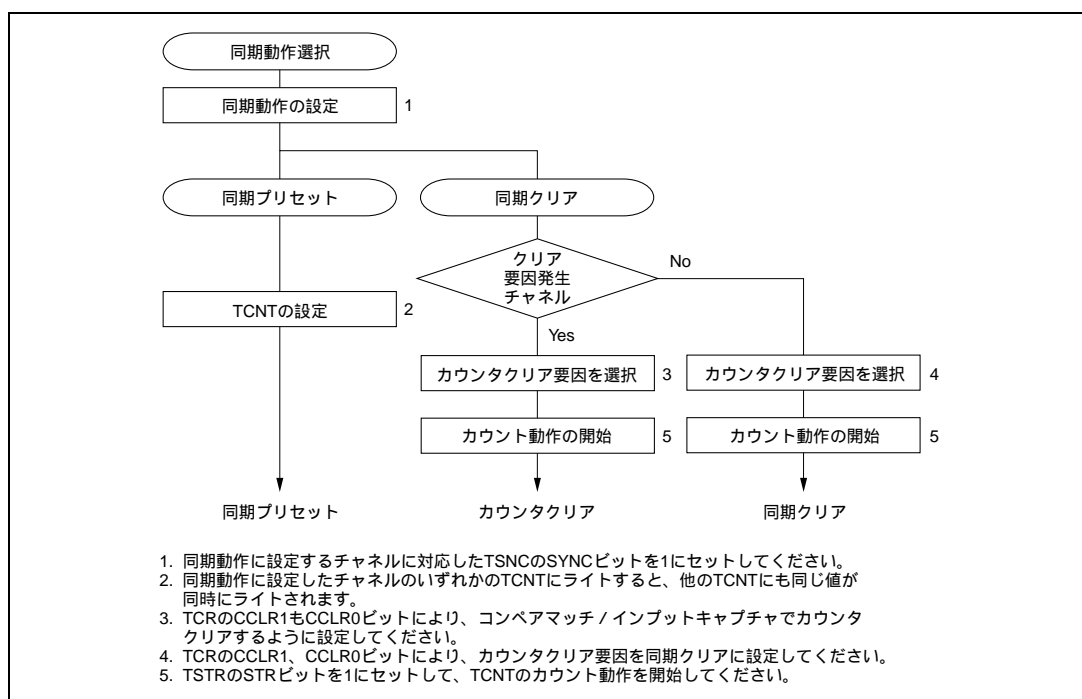 同期動作選択
同期動作の設定 1
同期プリセット
同期クリア
クリア
要因発生
チャネル
No
Yes
TCNTの設定 2
カウンタクリア要因を選択 3
カウンタクリア要因を選択 4
カウント動作の開始 5
カウント動作の開始 5
同期プリセット
カウンタクリア
同期クリア
1. 同期動作に設定するチャネルに対応したTSNCのSYNCビットを1にセットしてください。
2. 同期動作に設定したチャネルのいずれかのTCNTにライトすると、他のTCNTにも同じ値が
同時にライトされます。
3. TCRのCCLR1もCCLR0ビットにより、コンペアマッチ / インプットキャプチャでカウンタ
クリアするように設定してください。
4. TCRのCCLR1、CCLR0ビットにより、カウンタクリア要因を同期クリアに設定してください。
5. TSTRのSTRビットを1にセットして、TCNTのカウント動作を開始してください。